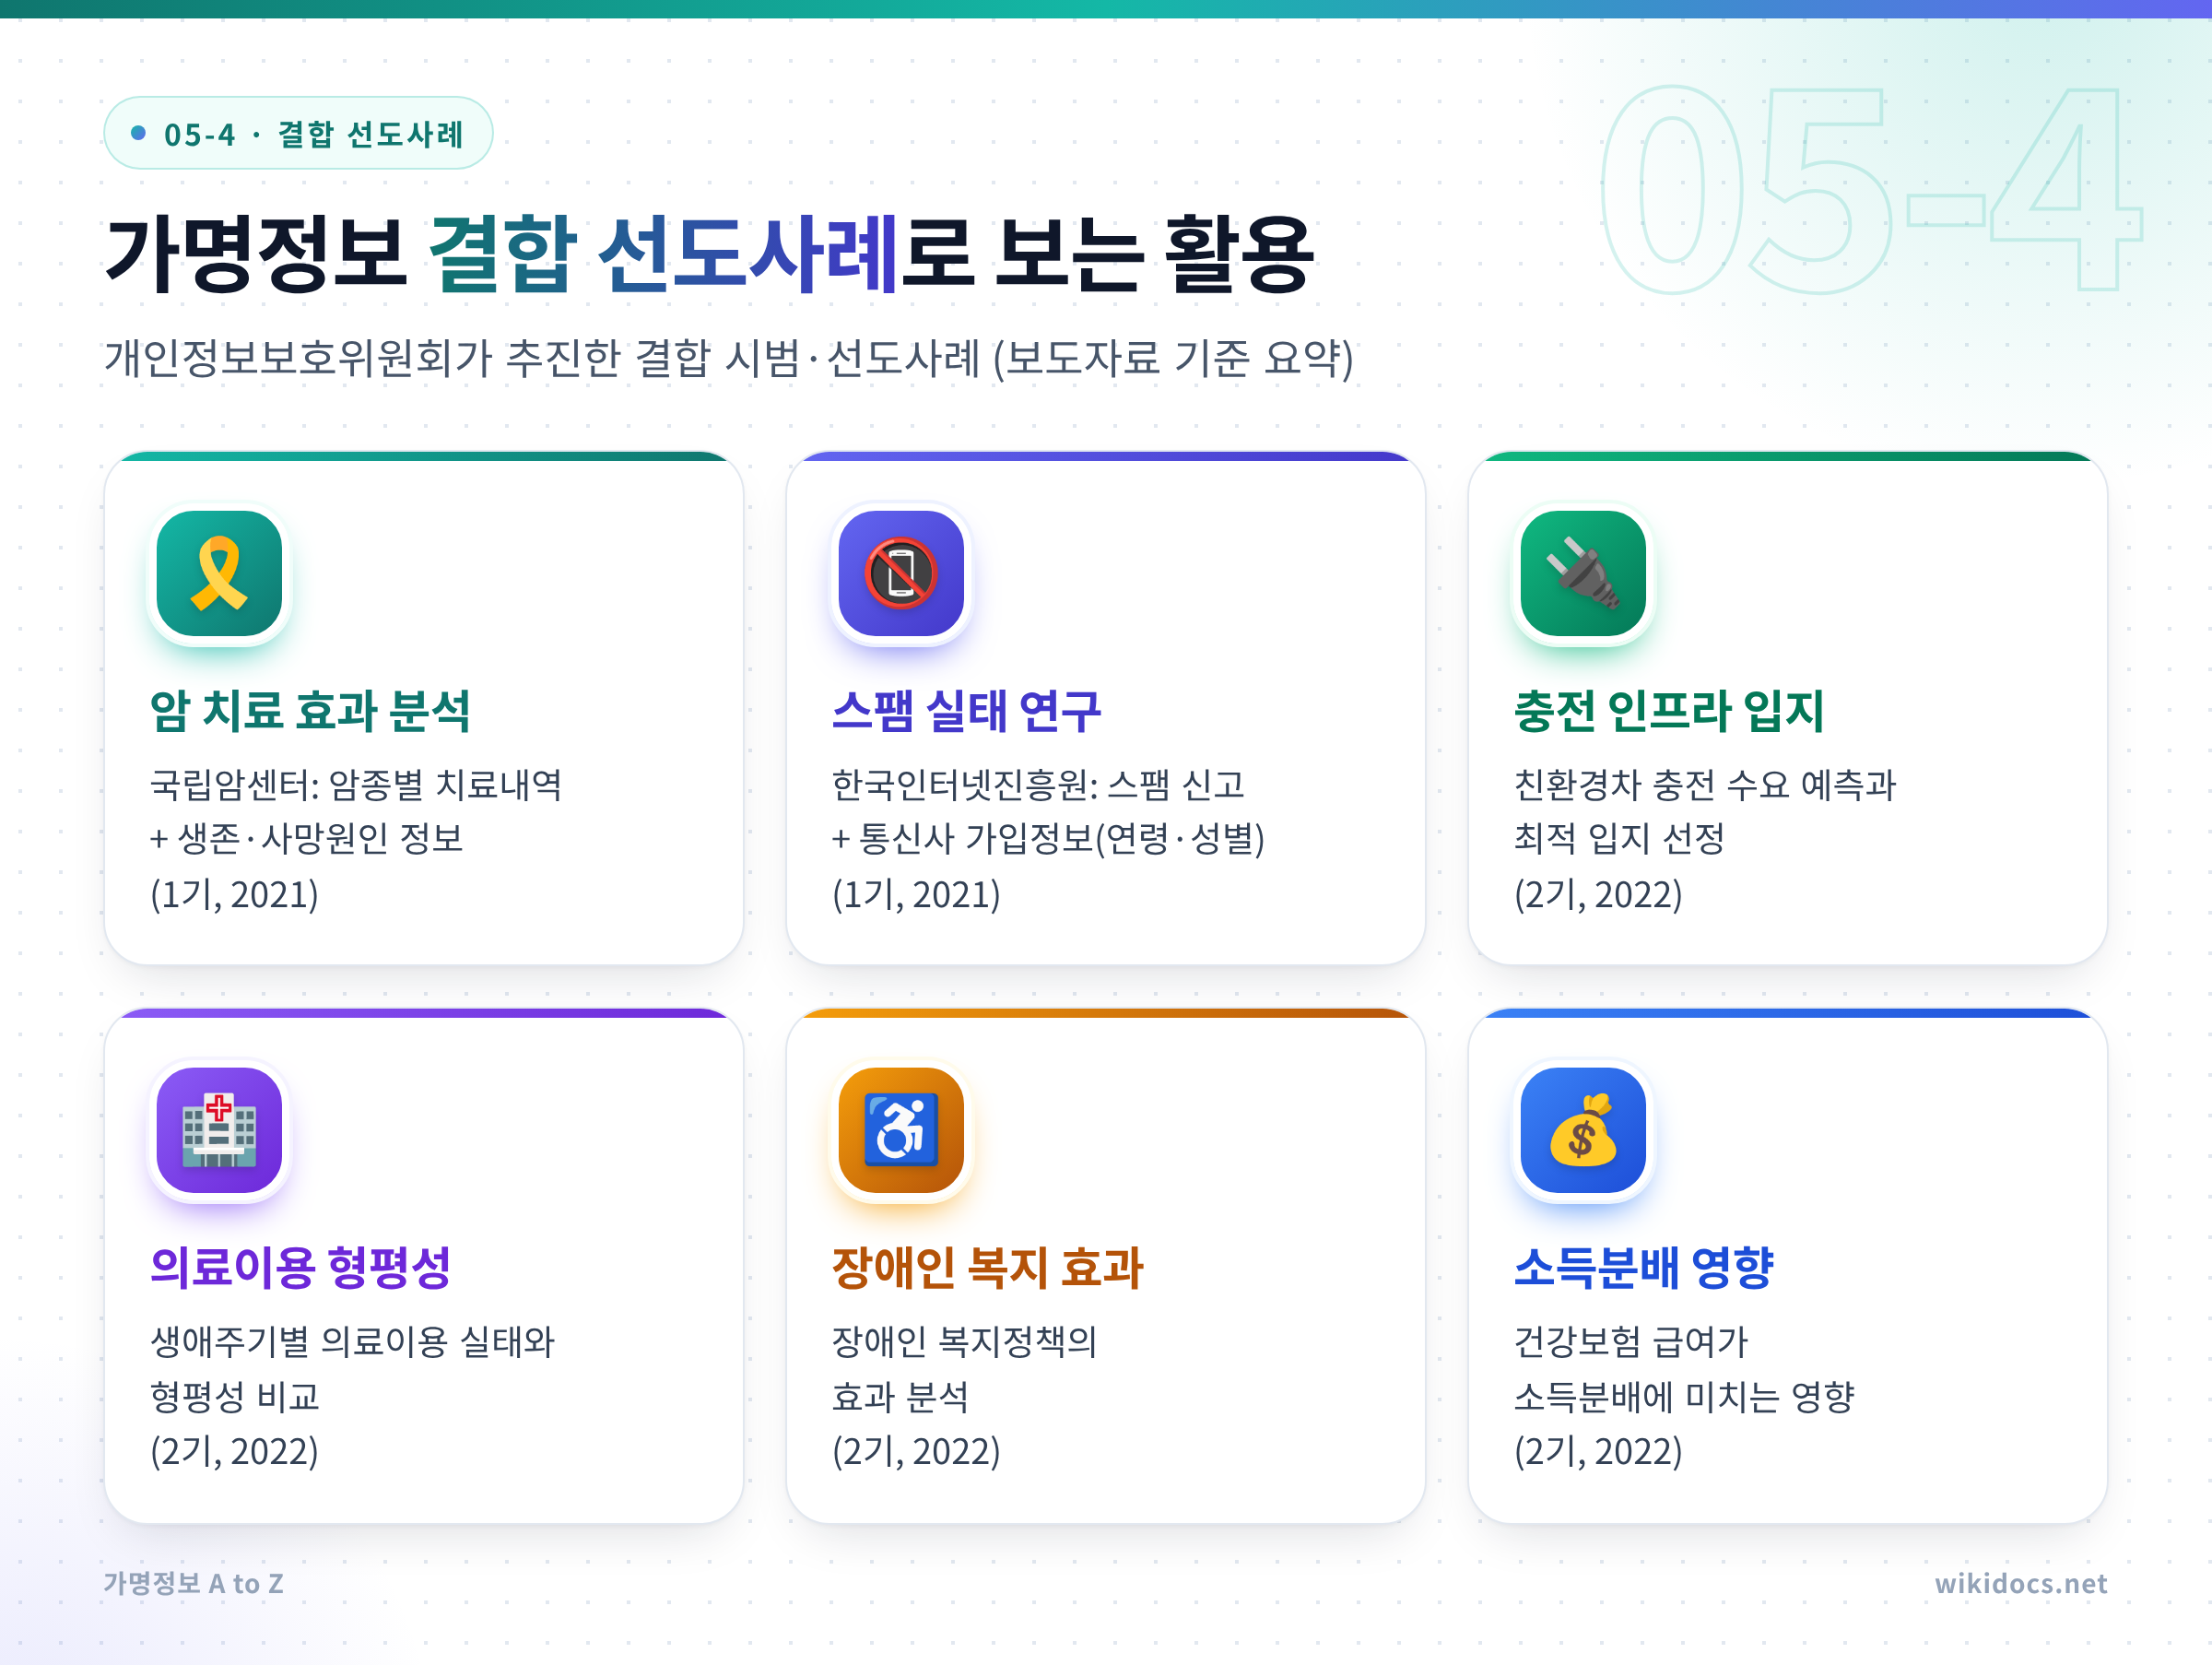 05-4 · 결합 선도사례
05-4
가명정보 결합 선도사례로 보는 활용
개인정보보호위원회가 추진한 결합 시범·선도사례 (보도자료 기준 요약)
암 치료 효과 분석
국립암센터: 암종별 치료내역
+ 생존·사망원인 정보
(1기, 2021)
스팸 실태 연구
한국인터넷진흥원: 스팸 신고
+ 통신사 가입정보(연령·성별)
(1기, 2021)
충전 인프라 입지
친환경차 충전 수요 예측과
최적 입지 선정
(2기, 2022)
의료이용 형평성
생애주기별 의료이용 실태와
형평성 비교
(2기, 2022)
장애인 복지 효과
장애인 복지정책의
효과 분석
(2기, 2022)
소득분배 영향
건강보험 급여가
소득분배에 미치는 영향
(2기, 2022)
가명정보 A to Z
wikidocs.net